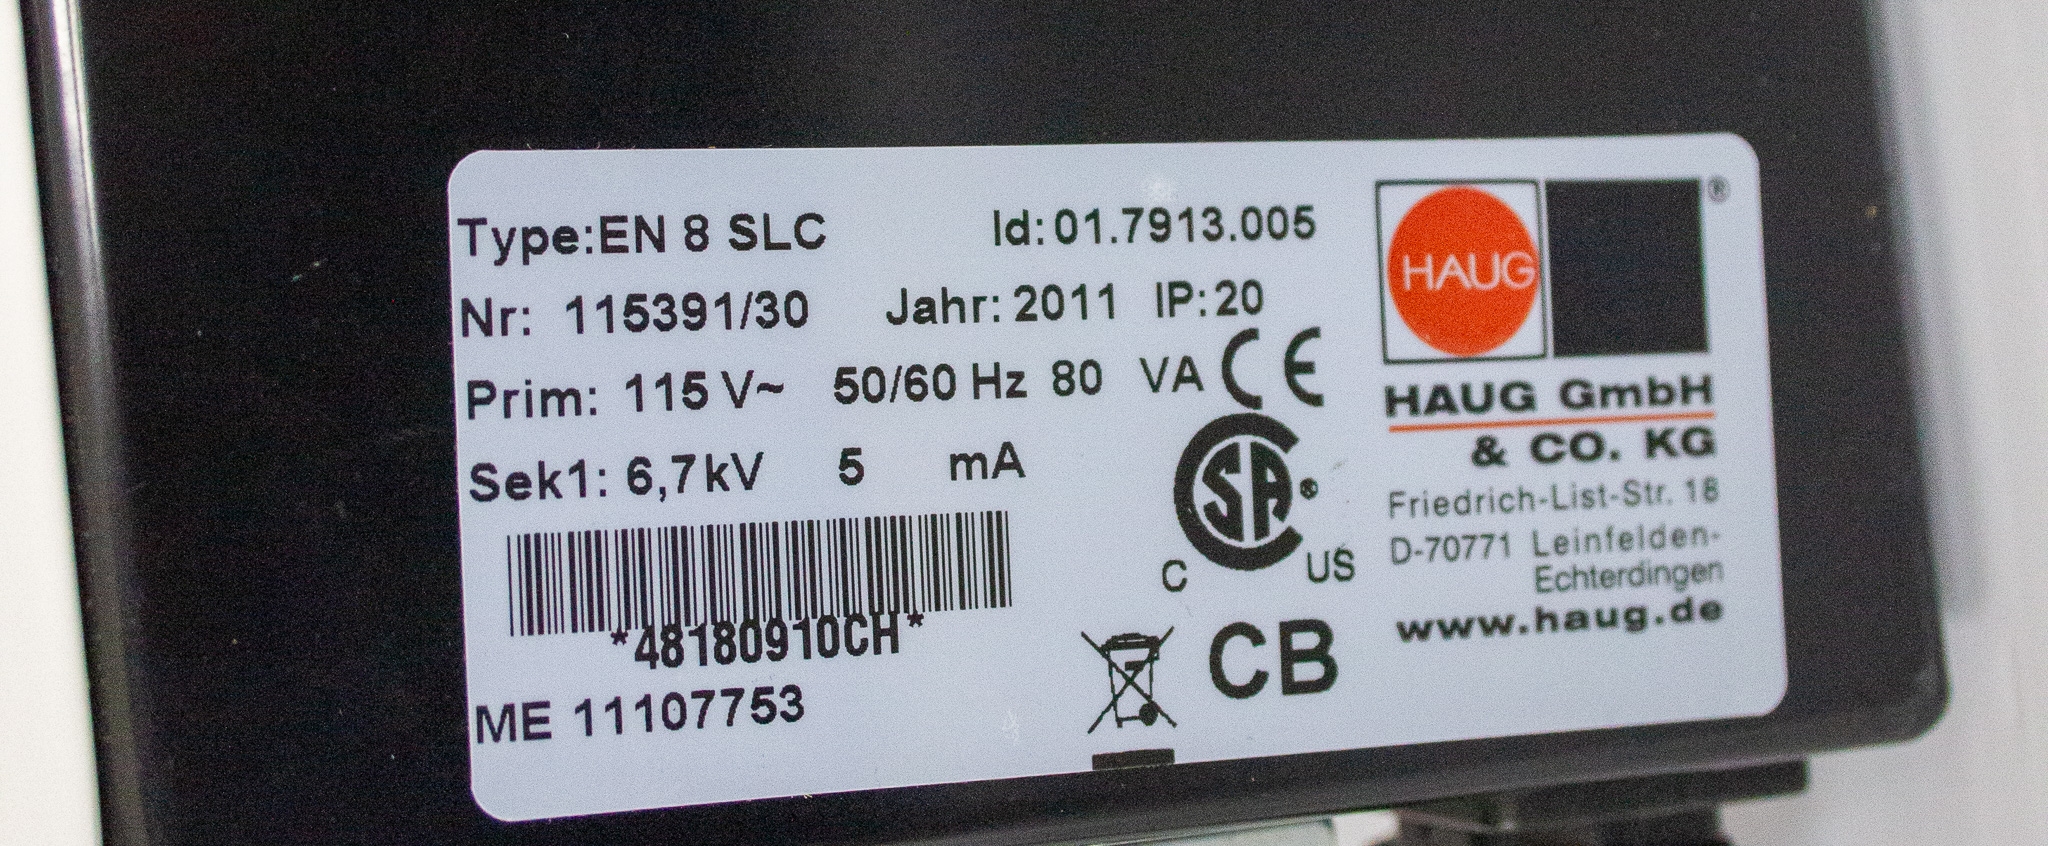 Type:EN 8 SLC Id:01.7913.005
Nr: 115391/30 Jahr: 2011 IP:20
Prim: 115 V~ 50/60 Hz 80 VA CE
Sek1: 6,7kV 5 mA
*48180910CH*
ME 11107753
CSA®
C US
CB
HAUG ®
HAUG GmbH
& CO. KG
Friedrich-List-Str. 18
D-70771 Leinfelden-
Echterdingen
www.haug.de